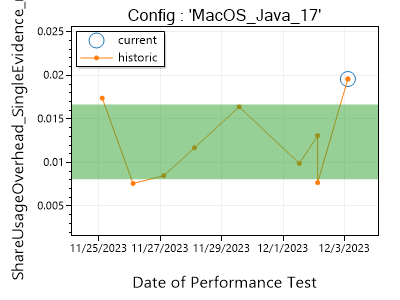 Config : 'MacOS_Java_17'
current
historic
ShareUsageOverhead_SingleEvidence_
0.025
0.02
0.015
0.01
0.005
11/25/2023
11/27/2023
11/29/2023
12/1/2023
12/3/2023
Date of Performance Test